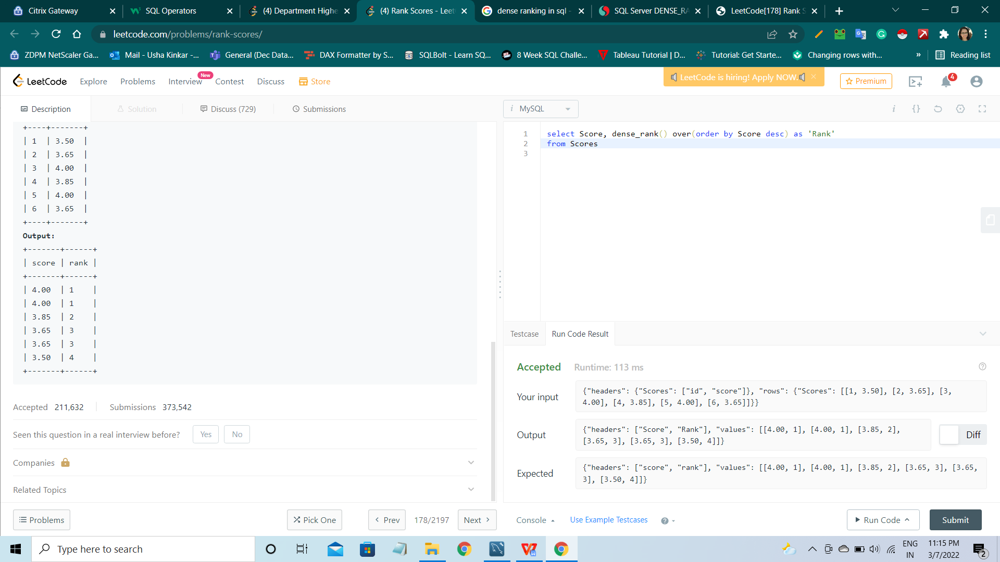 Citrix Gateway
SQL Operators
(4) Department Highe
(4) Rank Scores - Leet
dense ranking in sql -
SQL Server DENSE_RA
LeetCode[178] Rank S
leetcode.com/problems/rank-scores/
ZDPM NetScaler Ga...
Mail - Usha Kinkar -...
General (Dec Data...
DAX Formatter by S...
SQLBolt - Learn SQ...
8 Week SQL Challe...
Tableau Tutorial | D...
Tutorial: Get Starte...
Changing rows with...
»
Reading list
LeetCode
Explore
Problems
Interview
New
Contest
Discuss
Store
LeetCode is hiring! Apply NOW.
Premium
4
Description
Solution
Discuss (729)
Submissions
i MySQL
+----+-------+
| 1 | 3.50 |
| 2 | 3.65 |
| 3 | 4.00 |
| 4 | 3.85 |
| 5 | 4.00 |
| 6 | 3.65 |
+----+-------+
Output:
+-------+------+
| score | rank |
+-------+------+
| 4.00 | 1 |
| 4.00 | 1 |
| 3.85 | 2 |
| 3.65 | 3 |
| 3.65 | 3 |
| 3.50 | 4 |
+-------+------+
Accepted 211,632
Submissions 373,542
Seen this question in a real interview before?
Yes
No
Companies
Related Topics
Problems
Pick One
Prev
178/2197
Next
i {}
1 select Score, dense_rank() over(order by Score desc) as 'Rank'
2 from Scores
3
Testcase
Run Code Result
Accepted
Runtime: 113 ms
Your input
{"headers": {"Scores": ["id", "score"]}, "rows": {"Scores": [[1, 3.50], [2, 3.65], [3,
4.00], [4, 3.85], [5, 4.00], [6, 3.65]]}}
Output
{"headers": ["Score", "Rank"], "values": [[4.00, 1], [4.00, 1], [3.85, 2],
[3.65, 3], [3.65, 3], [3.50, 4]]}
Diff
Expected
{"headers": ["score", "rank"], "values": [[4.00, 1], [4.00, 1], [3.85, 2], [3.65, 3], [3.65,
3], [3.50, 4]]}
Console
Use Example Testcases
Run Code
Submit
Type here to search
ENG
IN
11:15 PM
3/7/2022
2